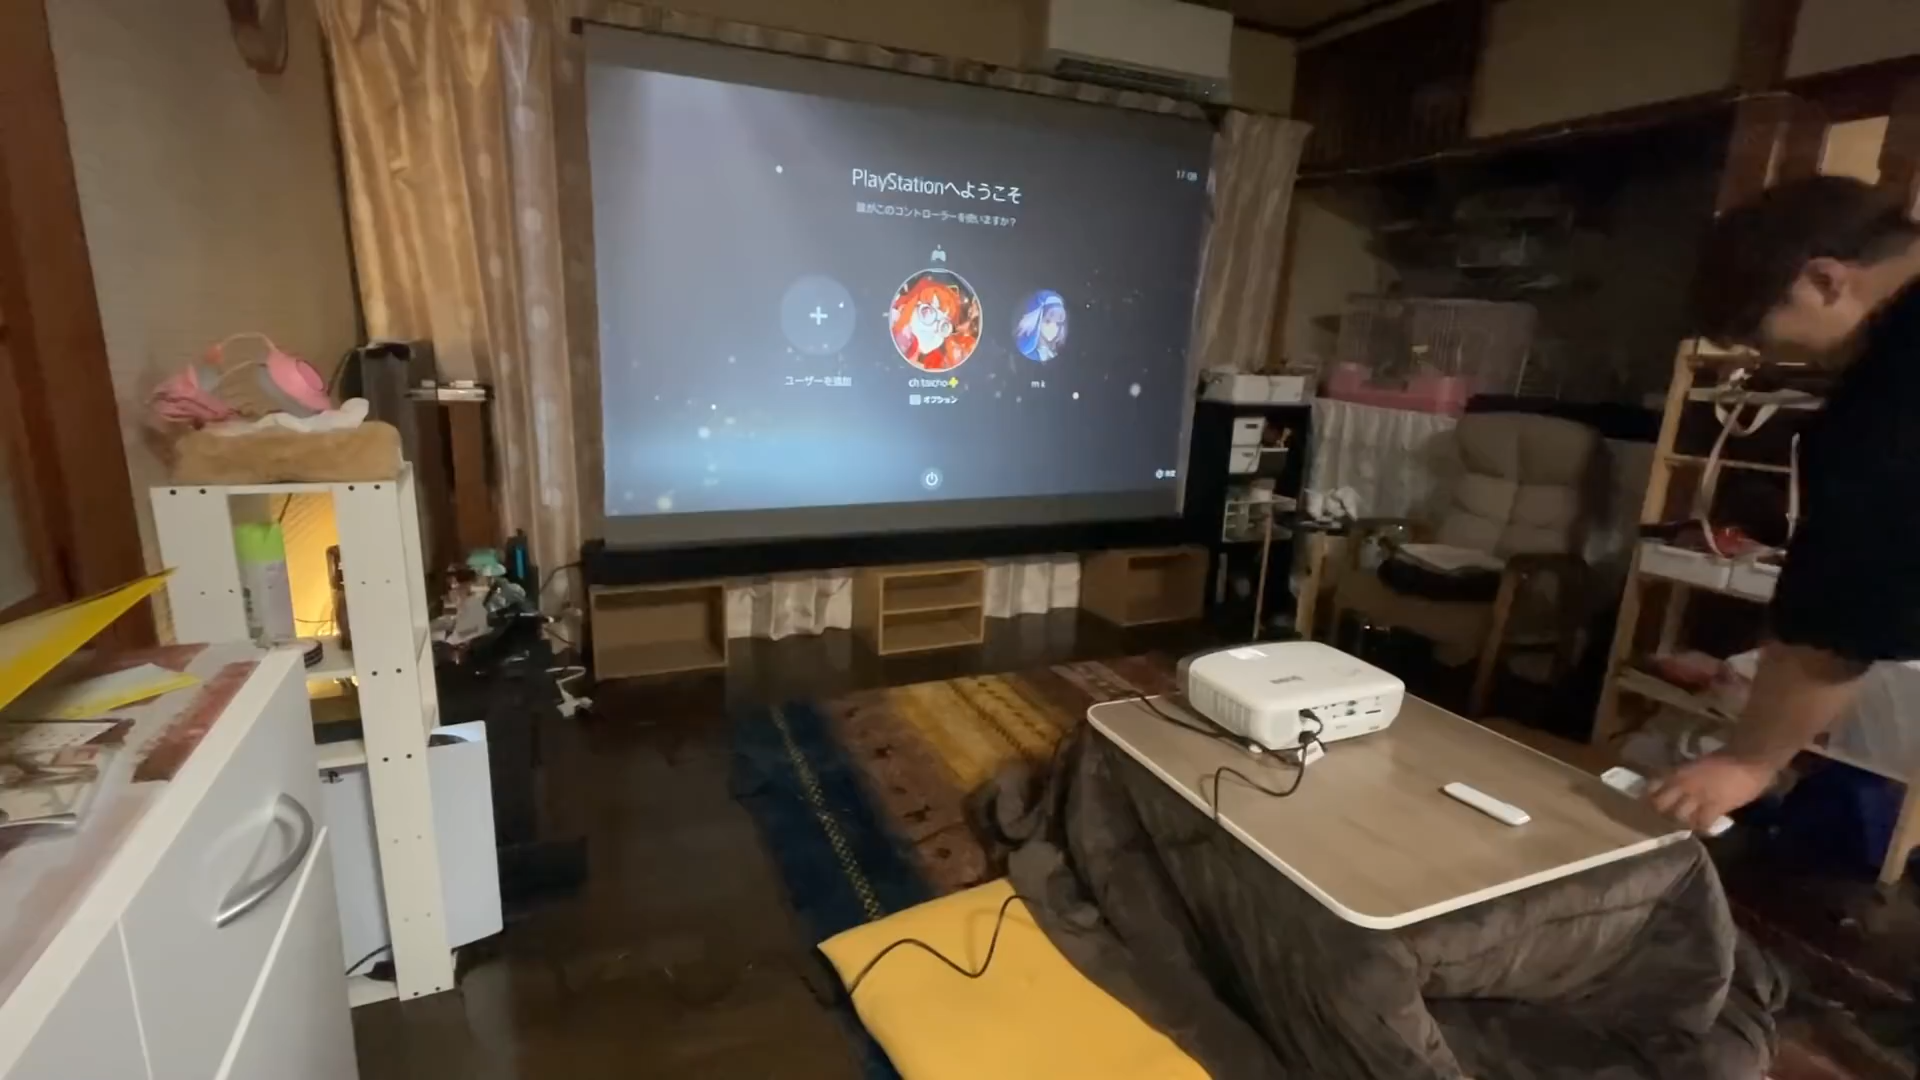 PlayStationへようこそ
誰がこのコントローラーを使いますか？
ユーザーを追加
ch taicho
オプション
m k